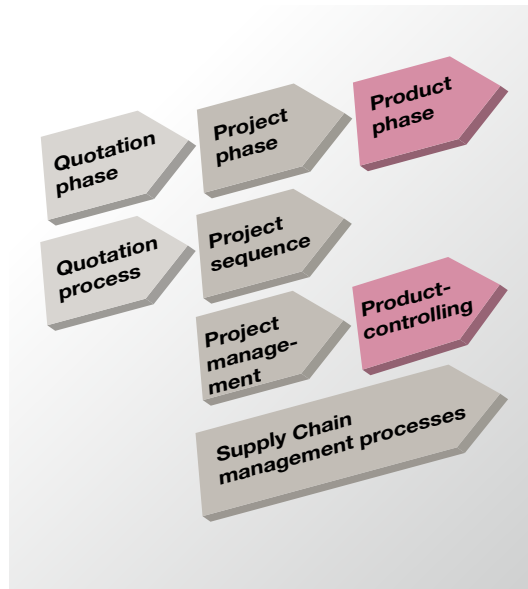 Quotation
phase
Project
phase
Product
phase
Quotation
process
Project
sequence
Project
manage-
ment
Product-
controlling
Supply Chain
management processes